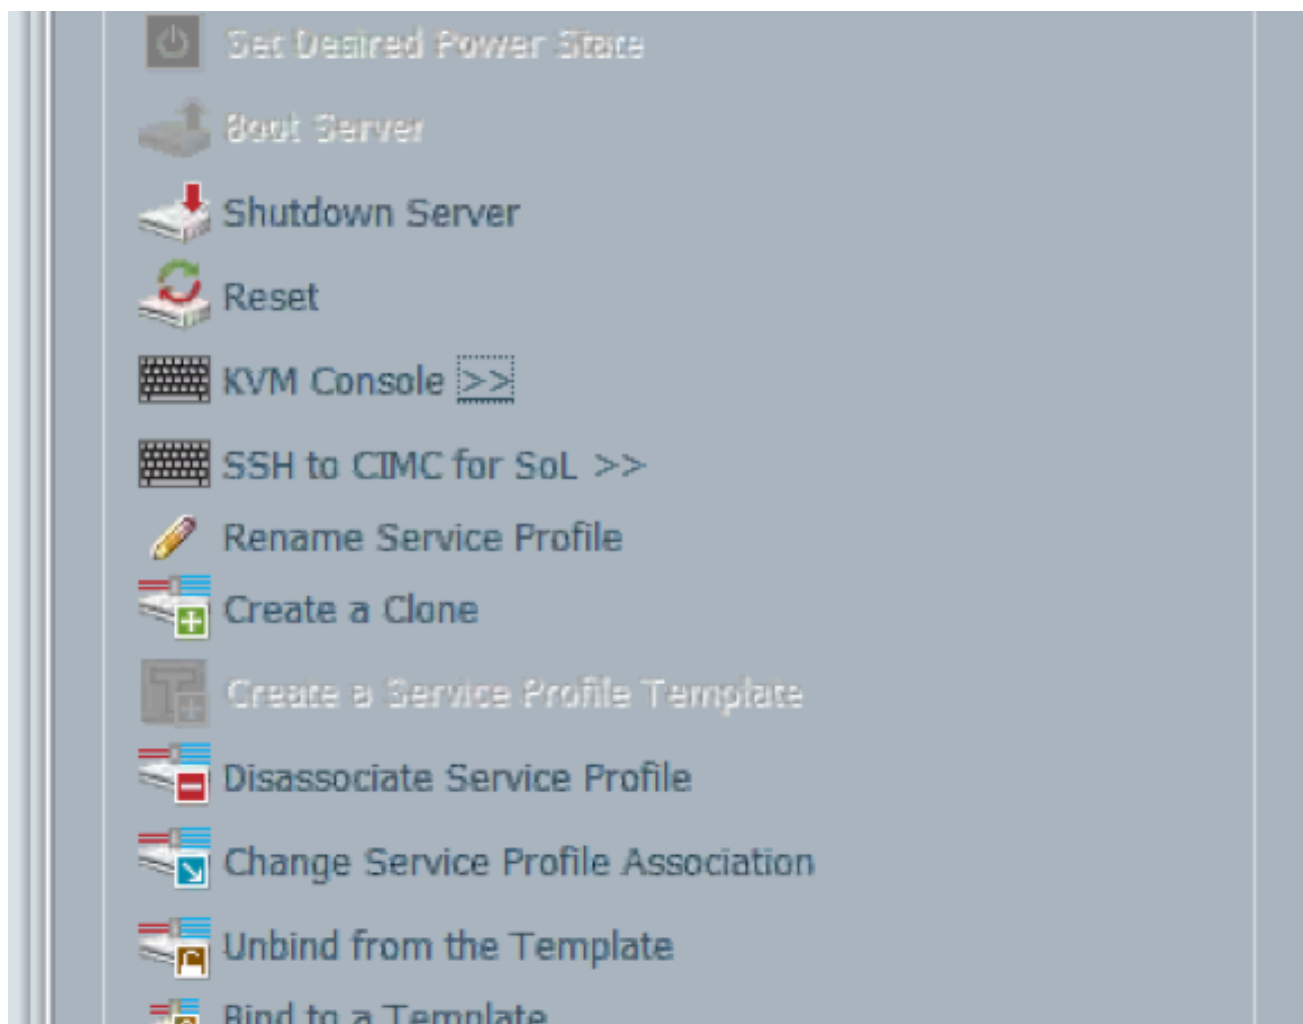 Set Desired Power State
Boot Server
Shutdown Server
Reset
KVM Console >>
SSH to CIMC for SoL >>
Rename Service Profile
Create a Clone
Create a Service Profile Template
Disassociate Service Profile
Change Service Profile Association
Unbind from the Template
Bind to a Template